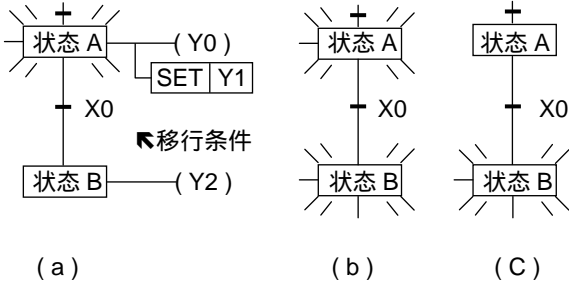 状态 A
( Y0 )
SET Y1
X0
移行条件
状态 B
( Y2 )
( a )
状态 A
X0
状态 B
( b )
状态 A
X0
状态 B
( C )